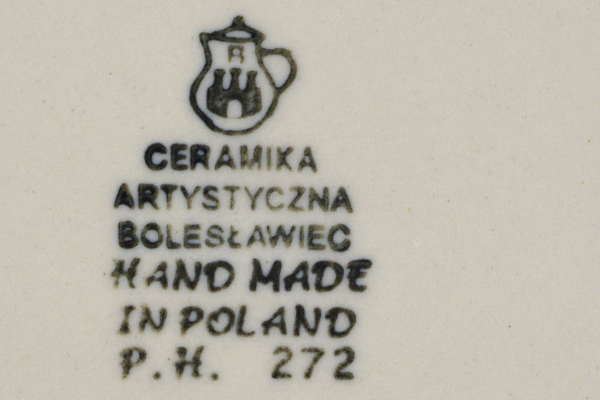 R
CERAMIKA
ARTYSTYCZNA
BOLESŁAWIEC
HAND MADE
IN POLAND
P.H. 272